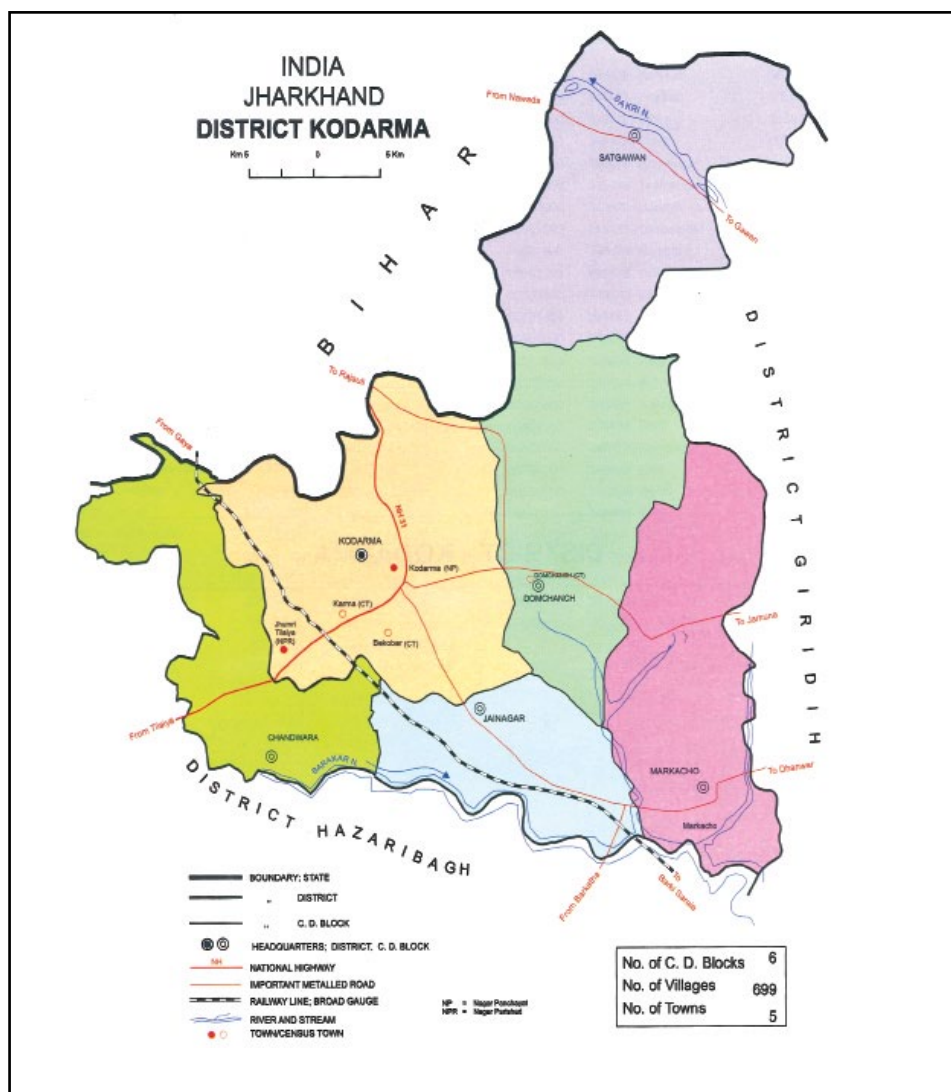 INDIA
JHARKHAND
DISTRICT KODARMA
Km 5 0 5 Km
BIHAR
From Nawada
SAKRI N.
SATGAWAN
To Gawan
DISTRICT GIRIDIH
To Rajauli
From Gaya
NH 31
KODARMA
Kodarma (NP)
DOMCHANCH (CT)
DOMCHANCH
Karma (CT)
Jhumri
Tilaiya
(NPR)
Bekobar (CT)
To Jamuna
From Tilaiya
JAINAGAR
CHANDWARA
BARAKAR N.
MARKACHO
To Dhanwar
Markacho
DISTRICT HAZARIBAGH
From Barkatha
To
BOUNDARY; STATE
„ DISTRICT
„ C. D. BLOCK
HEADQUARTERS; DISTRICT, C. D. BLOCK
NH
NATIONAL HIGHWAY
IMPORTANT METALLED ROAD
RAILWAY LINE; BROAD GAUGE
RIVER AND STREAM
TOWN/CENSUS TOWN
NP = Nagar Panchayat
NPR = Nagar Parishad
No. of C. D. Blocks 6
No. of Villages 699
No. of Towns 5